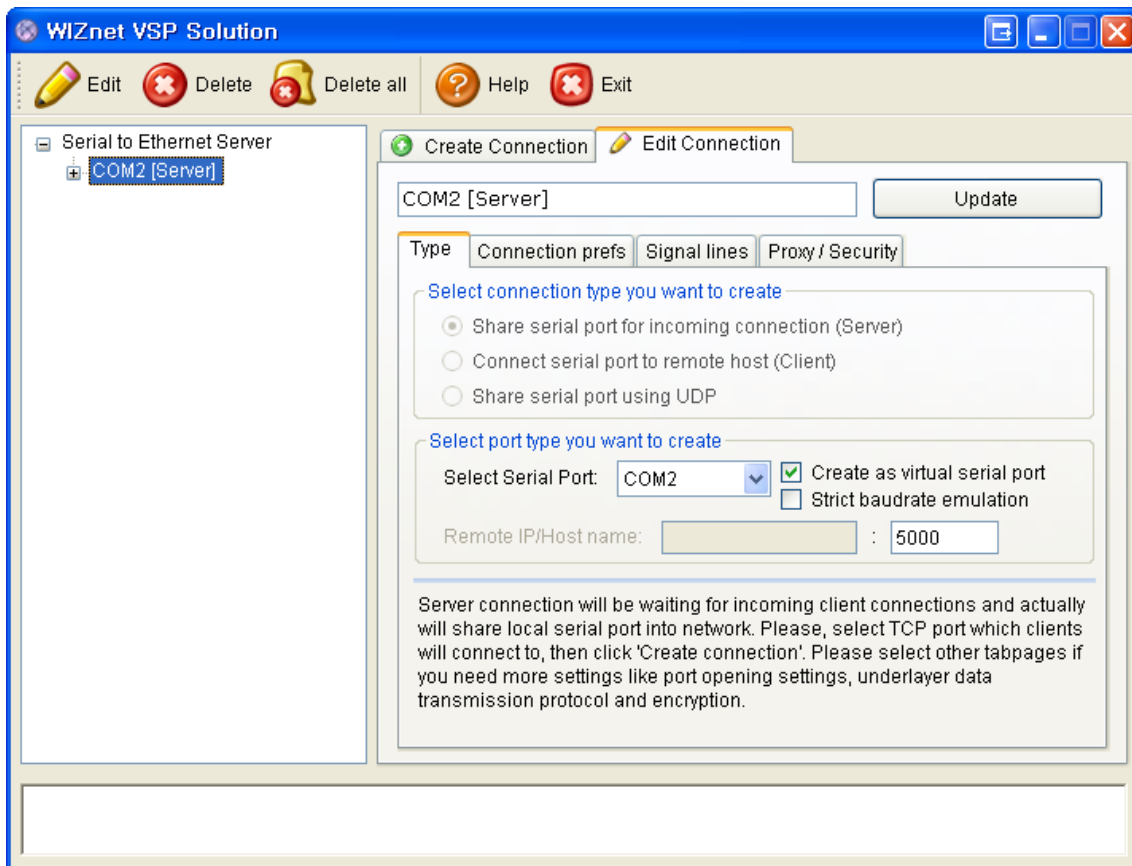 WIZnet VSP Solution
Edit Delete Delete all Help Exit
Serial to Ethernet Server
COM2 [Server]
Create Connection Edit Connection
COM2 [Server] Update
Type Connection prefs Signal lines Proxy / Security
Select connection type you want to create
Share serial port for incoming connection (Server)
Connect serial port to remote host (Client)
Share serial port using UDP
Select port type you want to create
Select Serial Port: COM2 Create as virtual serial port
Strict baudrate emulation
Remote IP/Host name: : 5000
Server connection will be waiting for incoming client connections and actually
will share local serial port into network. Please, select TCP port which clients
will connect to, then click 'Create connection'. Please select other tabpages if
you need more settings like port opening settings, underlayer data
transmission protocol and encryption.